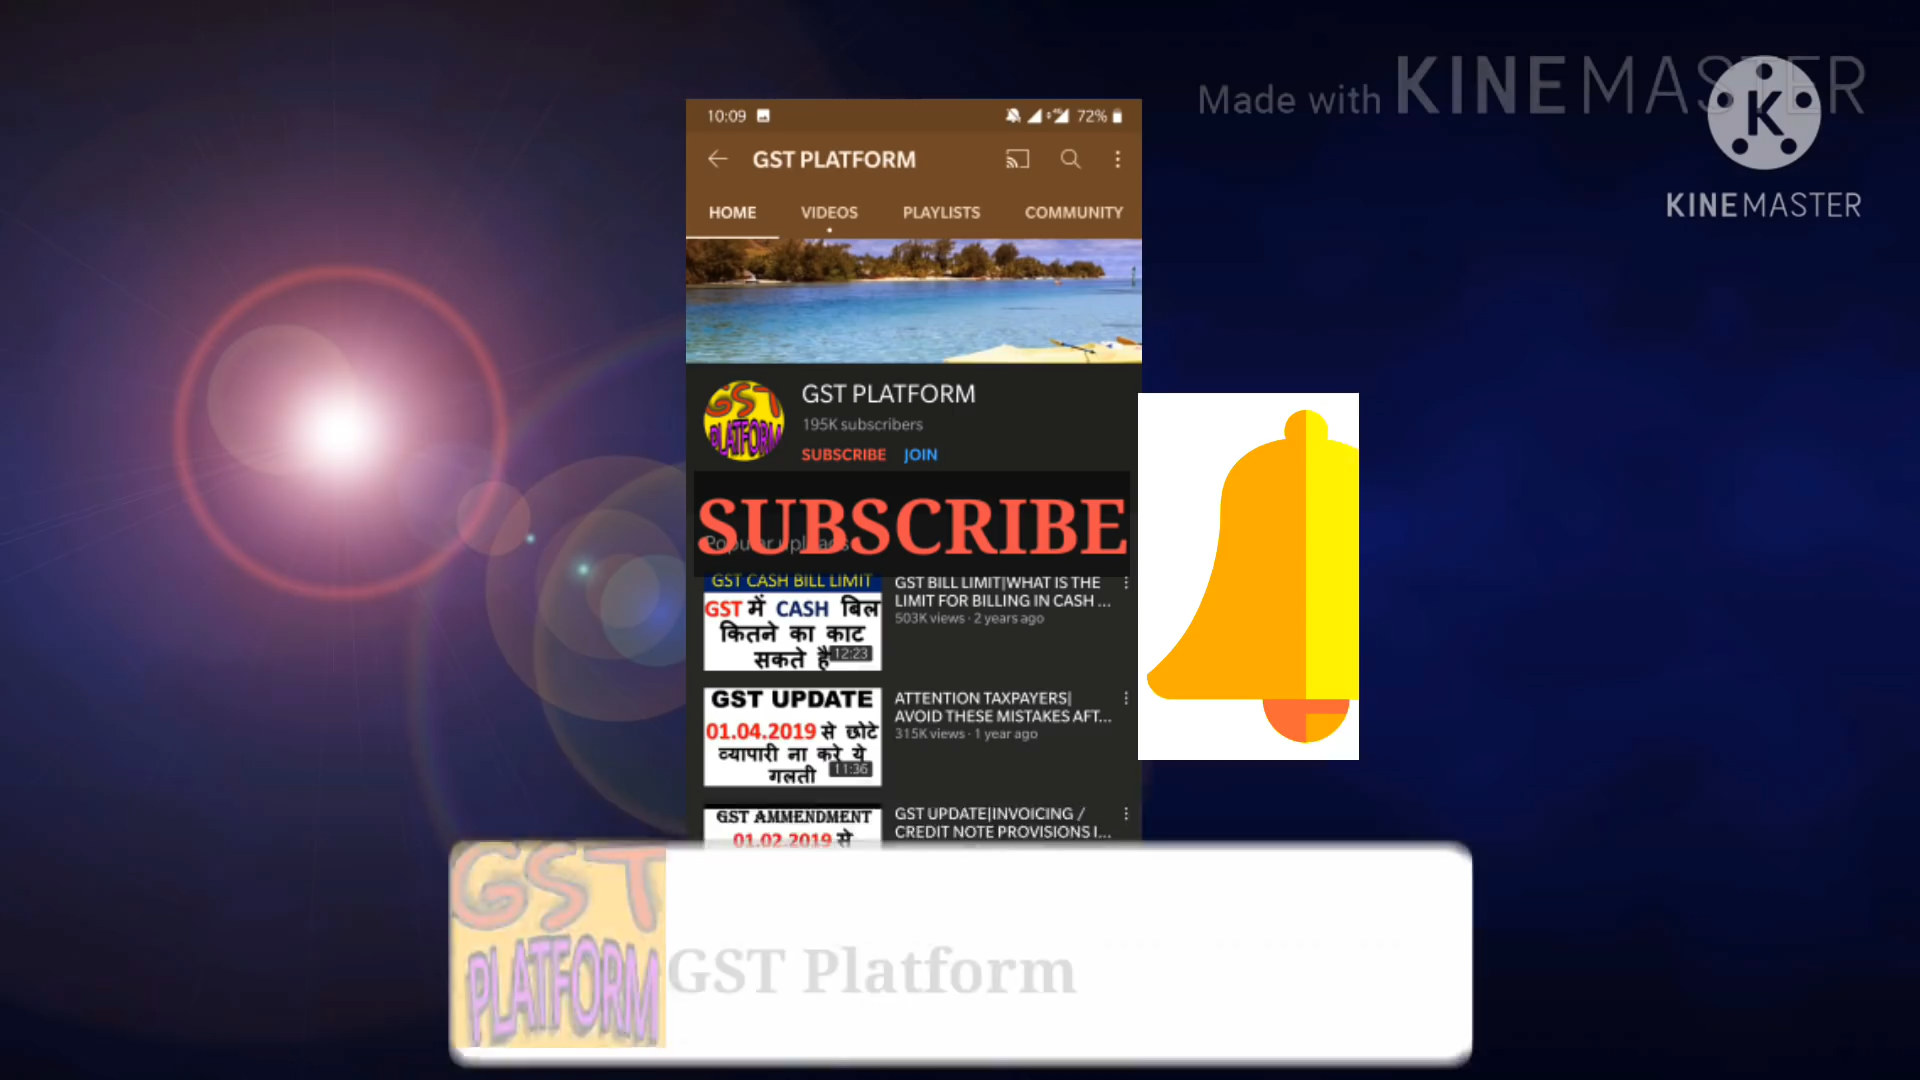 Made with KINEMASTER
K
KINEMASTER
10:09
72%
GST PLATFORM
HOME VIDEOS PLAYLISTS COMMUNITY
GST PLATFORM
GST PLATFORM
195K subscribers
SUBSCRIBE JOIN
SUBSCRIBE
Popular uploads
GST CASH BILL LIMIT
GST में CASH बिल
कितने का काट
सकते है
12:23
GST BILL LIMIT|WHAT IS THE
LIMIT FOR BILLING IN CASH ...
503K views · 2 years ago
GST UPDATE
01.04.2019 से छोटे
व्यापारी ना करे ये
गलती
11:36
ATTENTION TAXPAYERS|
AVOID THESE MISTAKES AFT...
315K views · 1 year ago
GST AMMENDMENT
01.02.2019 से
GST UPDATE|INVOICING /
CREDIT NOTE PROVISIONS I...
GST
PLATFORM
GST Platform